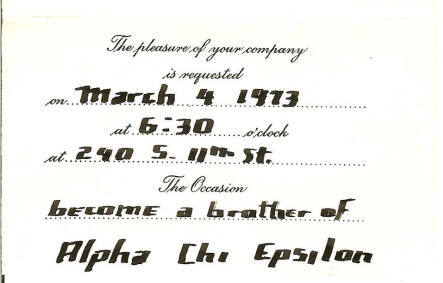 The pleasure of your company
is requested
on March 4 1973
at 6:30 o'clock
at 240 S. 11th St.
The Occasion
become a brother of
Alpha Chi Epsilon